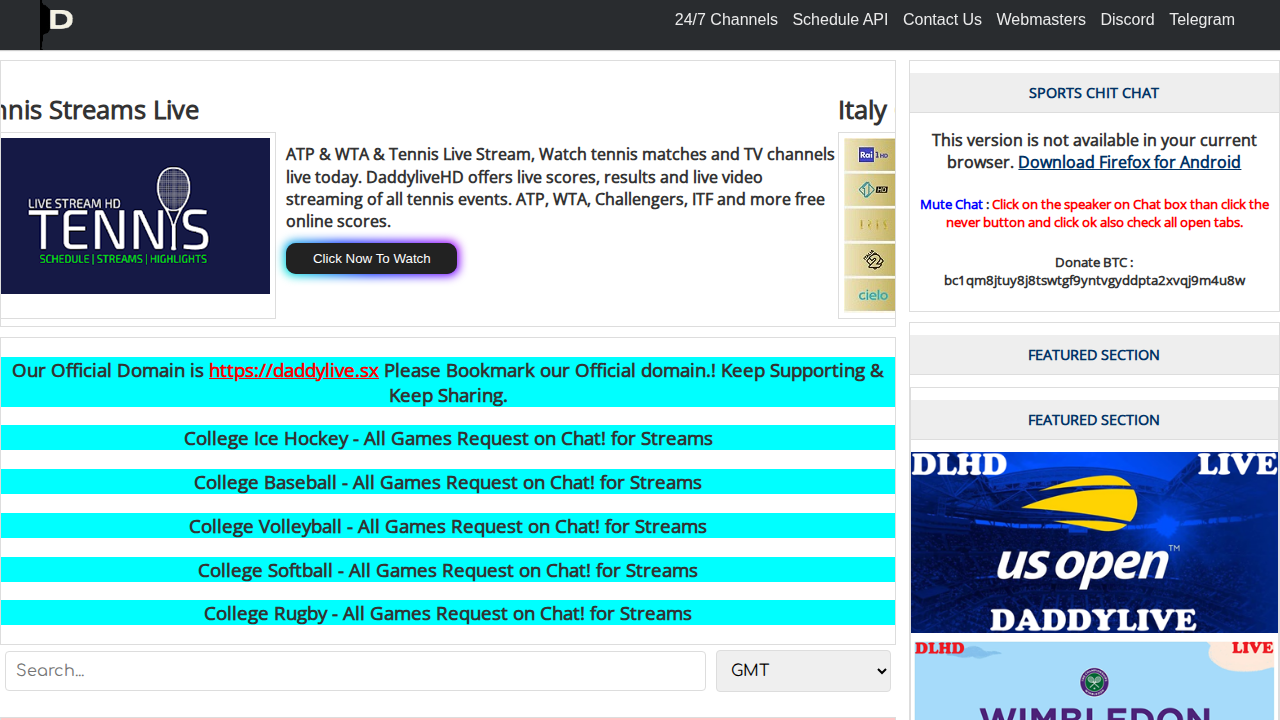 D
24/7 Channels Schedule API Contact Us Webmasters Discord Telegram
nnis Streams Live
LIVE STREAM HD
TENNIS
SCHEDULE | STREAMS | HIGHLIGHTS
ATP & WTA & Tennis Live Stream, Watch tennis matches and TV channels
live today. DaddyliveHD offers live scores, results and live video
streaming of all tennis events. ATP, WTA, Challengers, ITF and more free
online scores.
Click Now To Watch
Italy
Rai 1 HD
HD
IRIS
cielo
Our Official Domain is https://daddylive.sx Please Bookmark our Official domain.! Keep Supporting &
Keep Sharing.
College Ice Hockey - All Games Request on Chat! for Streams
College Baseball - All Games Request on Chat! for Streams
College Volleyball - All Games Request on Chat! for Streams
College Softball - All Games Request on Chat! for Streams
College Rugby - All Games Request on Chat! for Streams
Search...
GMT
SPORTS CHIT CHAT
This version is not available in your current
browser. Download Firefox for Android
Mute Chat : Click on the speaker on Chat box than click the
never button and click ok also check all open tabs.
Donate BTC :
bc1qm8jtuy8j8tswtgf9yntvgyddpta2xvqj9m4u8w
FEATURED SECTION
FEATURED SECTION
DLHD LIVE
us open
DADDYLIVE
DLHD LIVE
WIMBLEDON